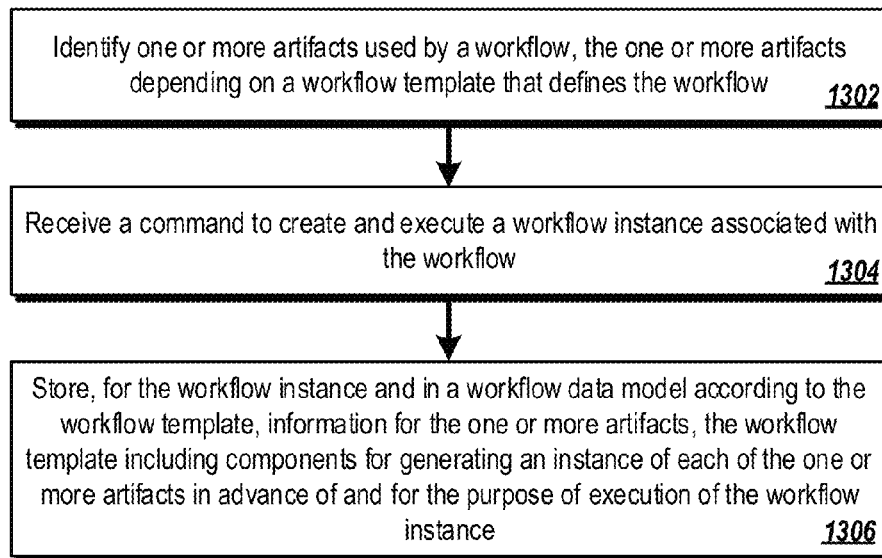 Identify one or more artifacts used by a workflow, the one or more artifacts
depending on a workflow template that defines the workflow
1302
Receive a command to create and execute a workflow instance associated with
the workflow
1304
Store, for the workflow instance and in a workflow data model according to the
workflow template, information for the one or more artifacts, the workflow
template including components for generating an instance of each of the one or
more artifacts in advance of and for the purpose of execution of the workflow
instance
1306